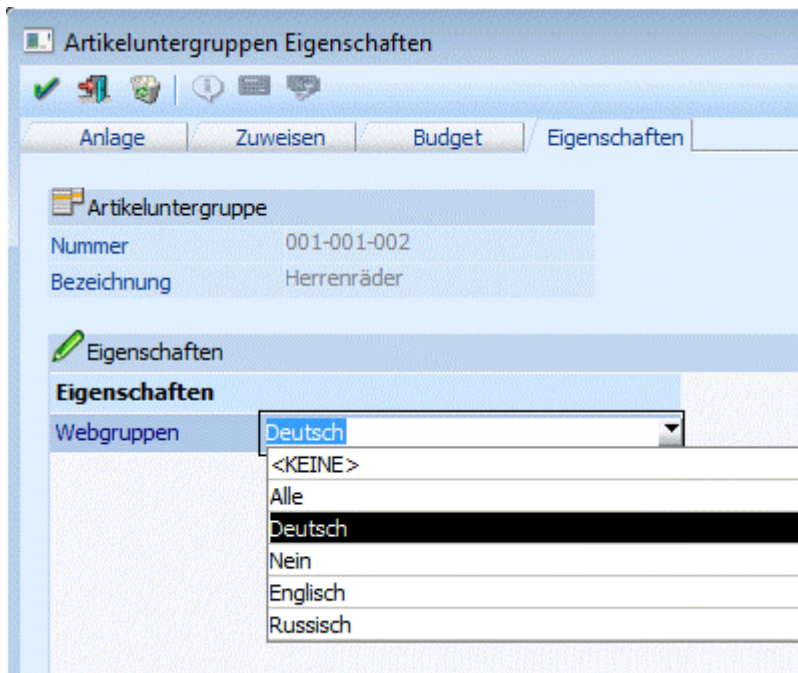 Artikeluntergruppen Eigenschaften
Anlage Zuweisen Budget Eigenschaften
Artikeluntergruppe
Nummer 001-001-002
Bezeichnung Herrenräder
Eigenschaften
Eigenschaften
Webgruppen Deutsch
<KEINE>
Alle
Deutsch
Nein
Englisch
Russisch